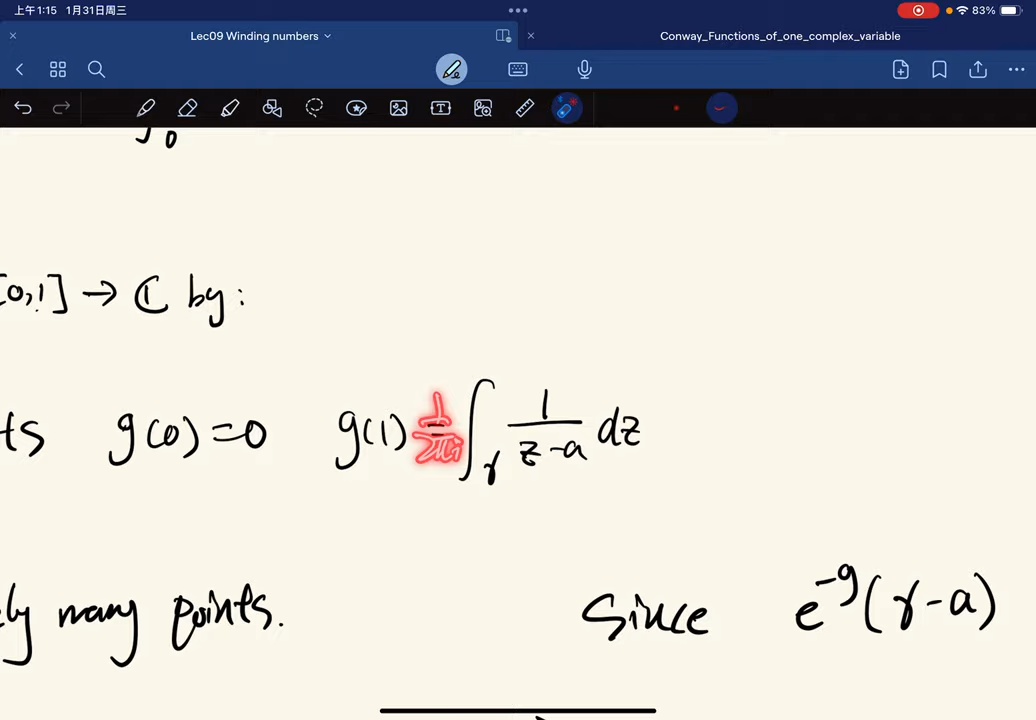 上午1:15 1月31日周三
83%
Lec09 Winding numbers
Conway_Functions_of_one_complex_variable
0
[0,1] → ℂ by:
ts g(0)=0 g(1) = ∫_γ 1/(z-a) dz
1/2πi
ly many points. Since e^{-g}(γ-a)